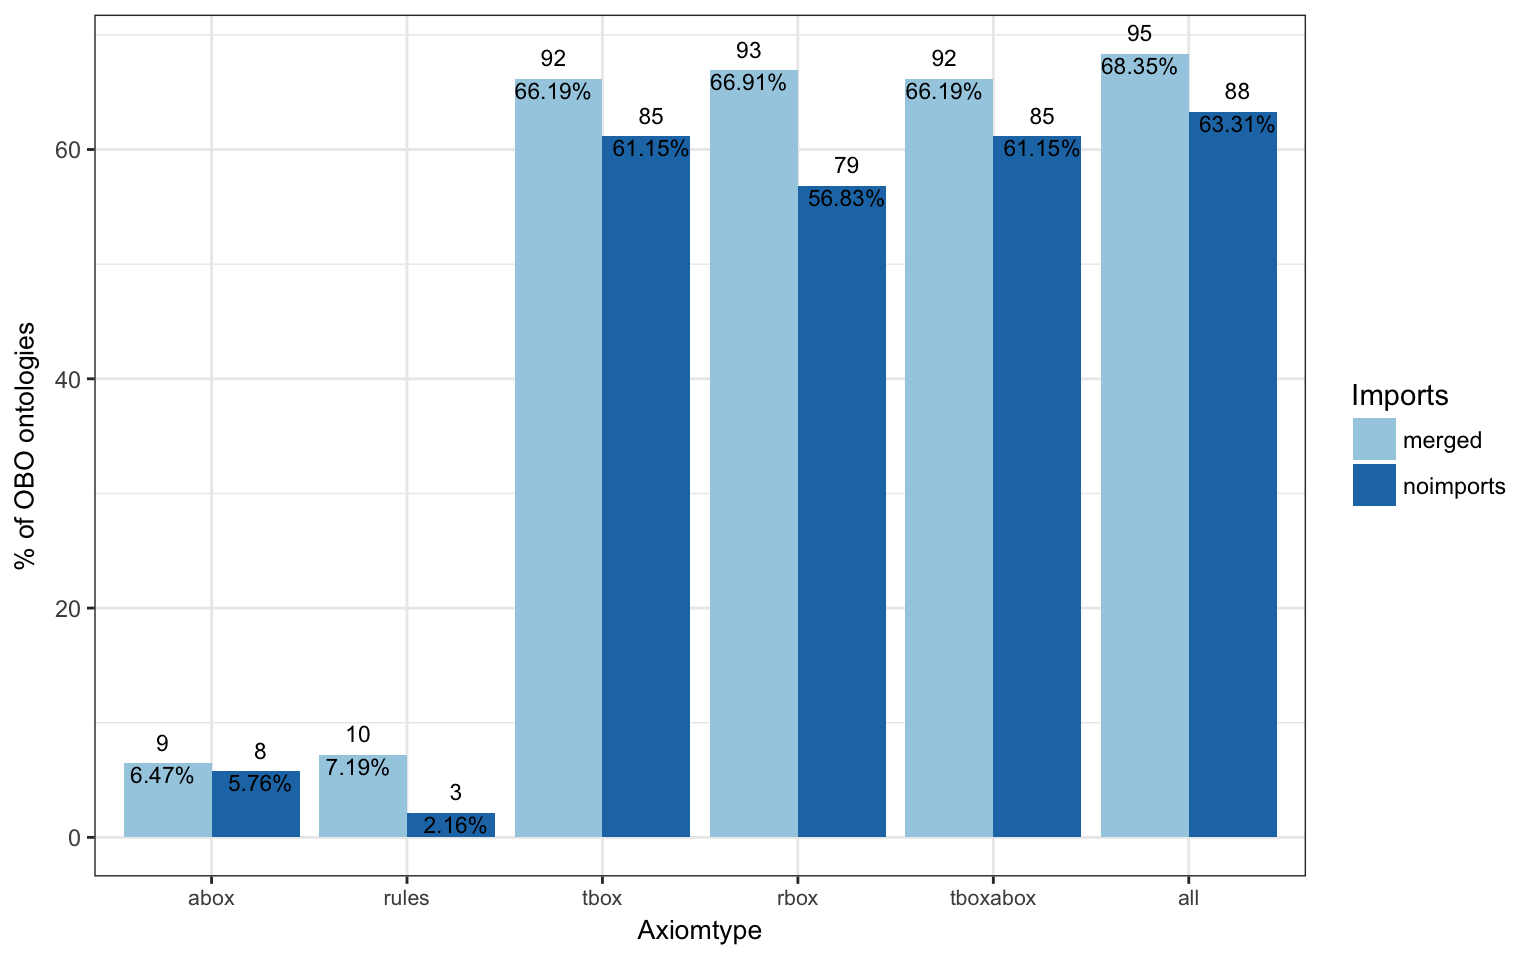 95
93
92
92
68.35%
66.91%
66.19%
66.19%
88
85
85
63.31%
61.15%
61.15%
79
56.83%
60
40
20
0
10
9
8
7.19%
6.47%
5.76%
3
2.16%
% of OBO ontologies
abox
rules
tbox
rbox
tboxabox
all
Axiomtype
Imports
merged
noimports